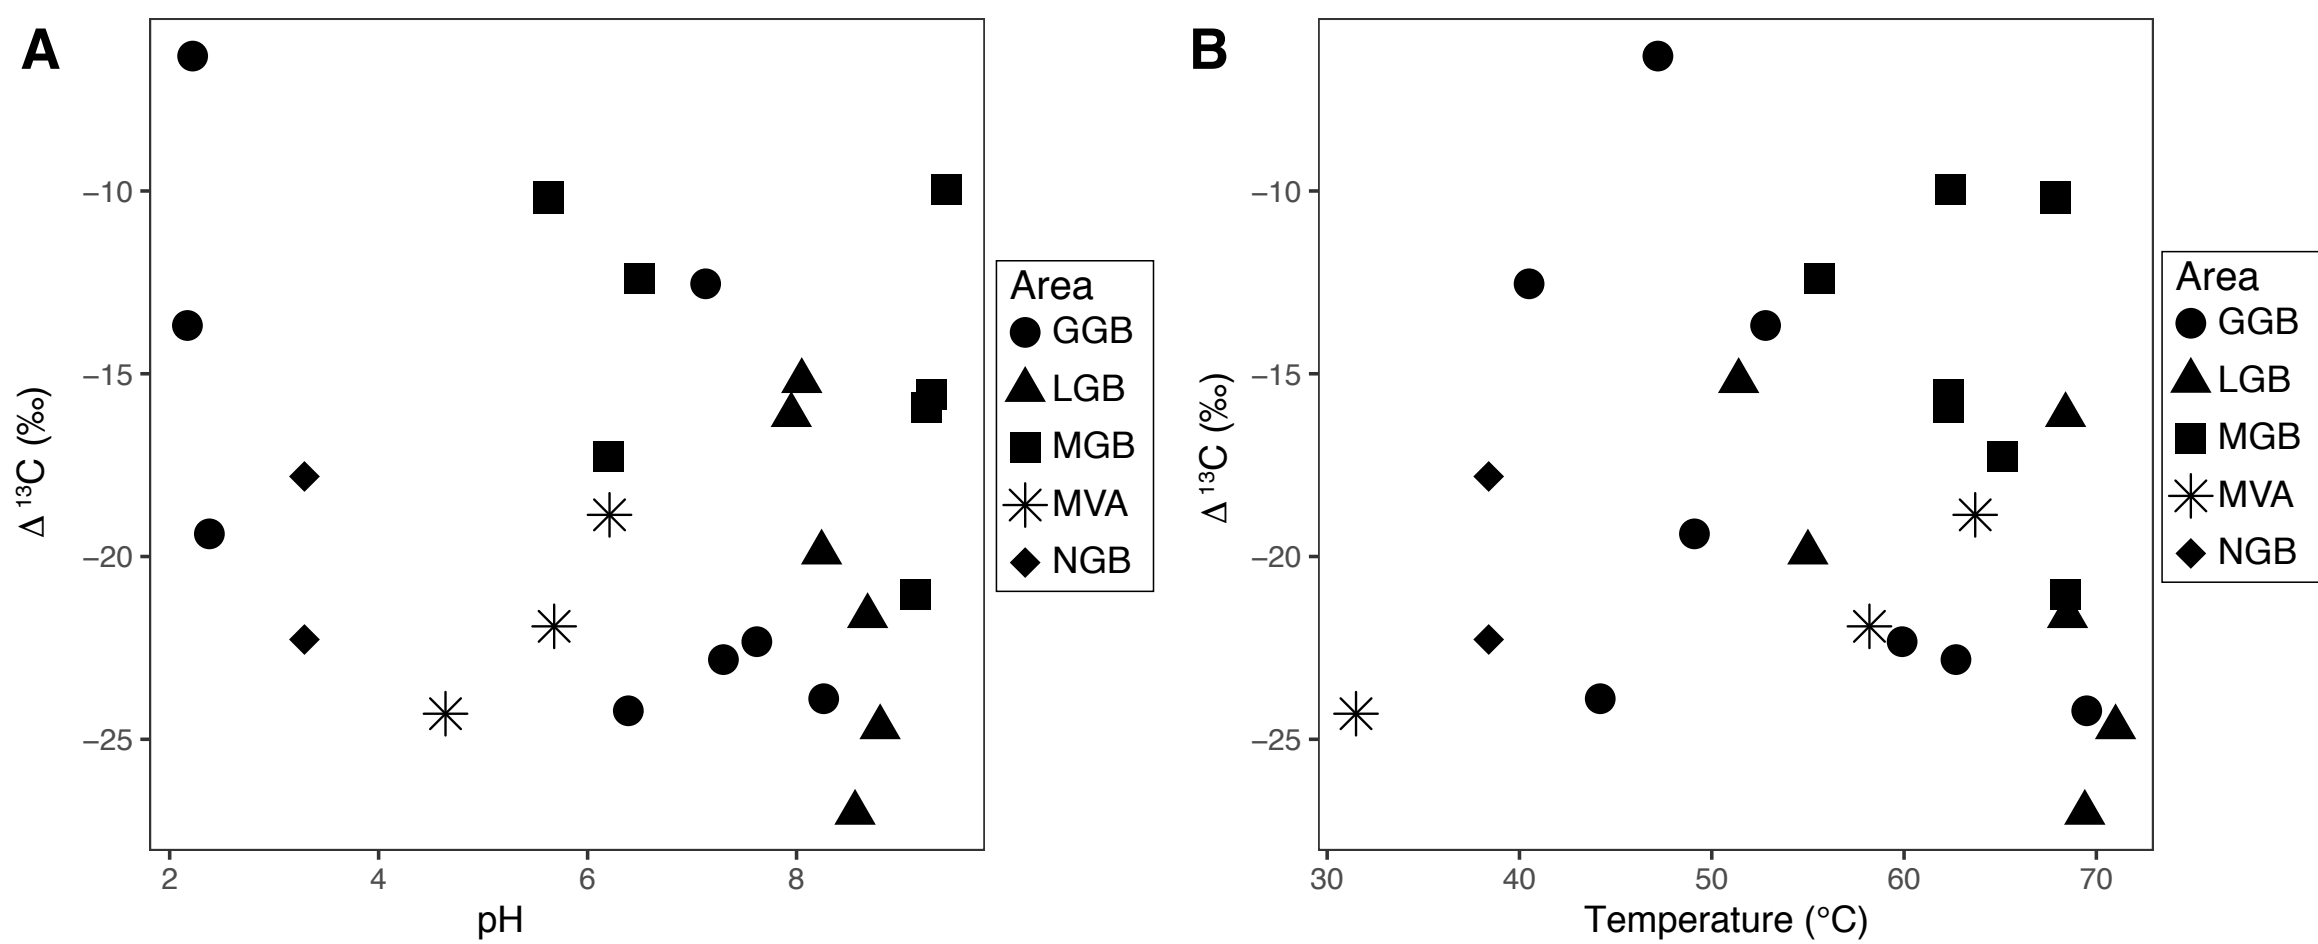 A
−10
−15
−20
−25
Δ ¹³C (‰)
2 4 6 8
pH
Area
GGB
LGB
MGB
MVA
NGB
B
−10
−15
−20
−25
Δ ¹³C (‰)
30 40 50 60 70
Temperature (°C)
Area
GGB
LGB
MGB
MVA
NGB